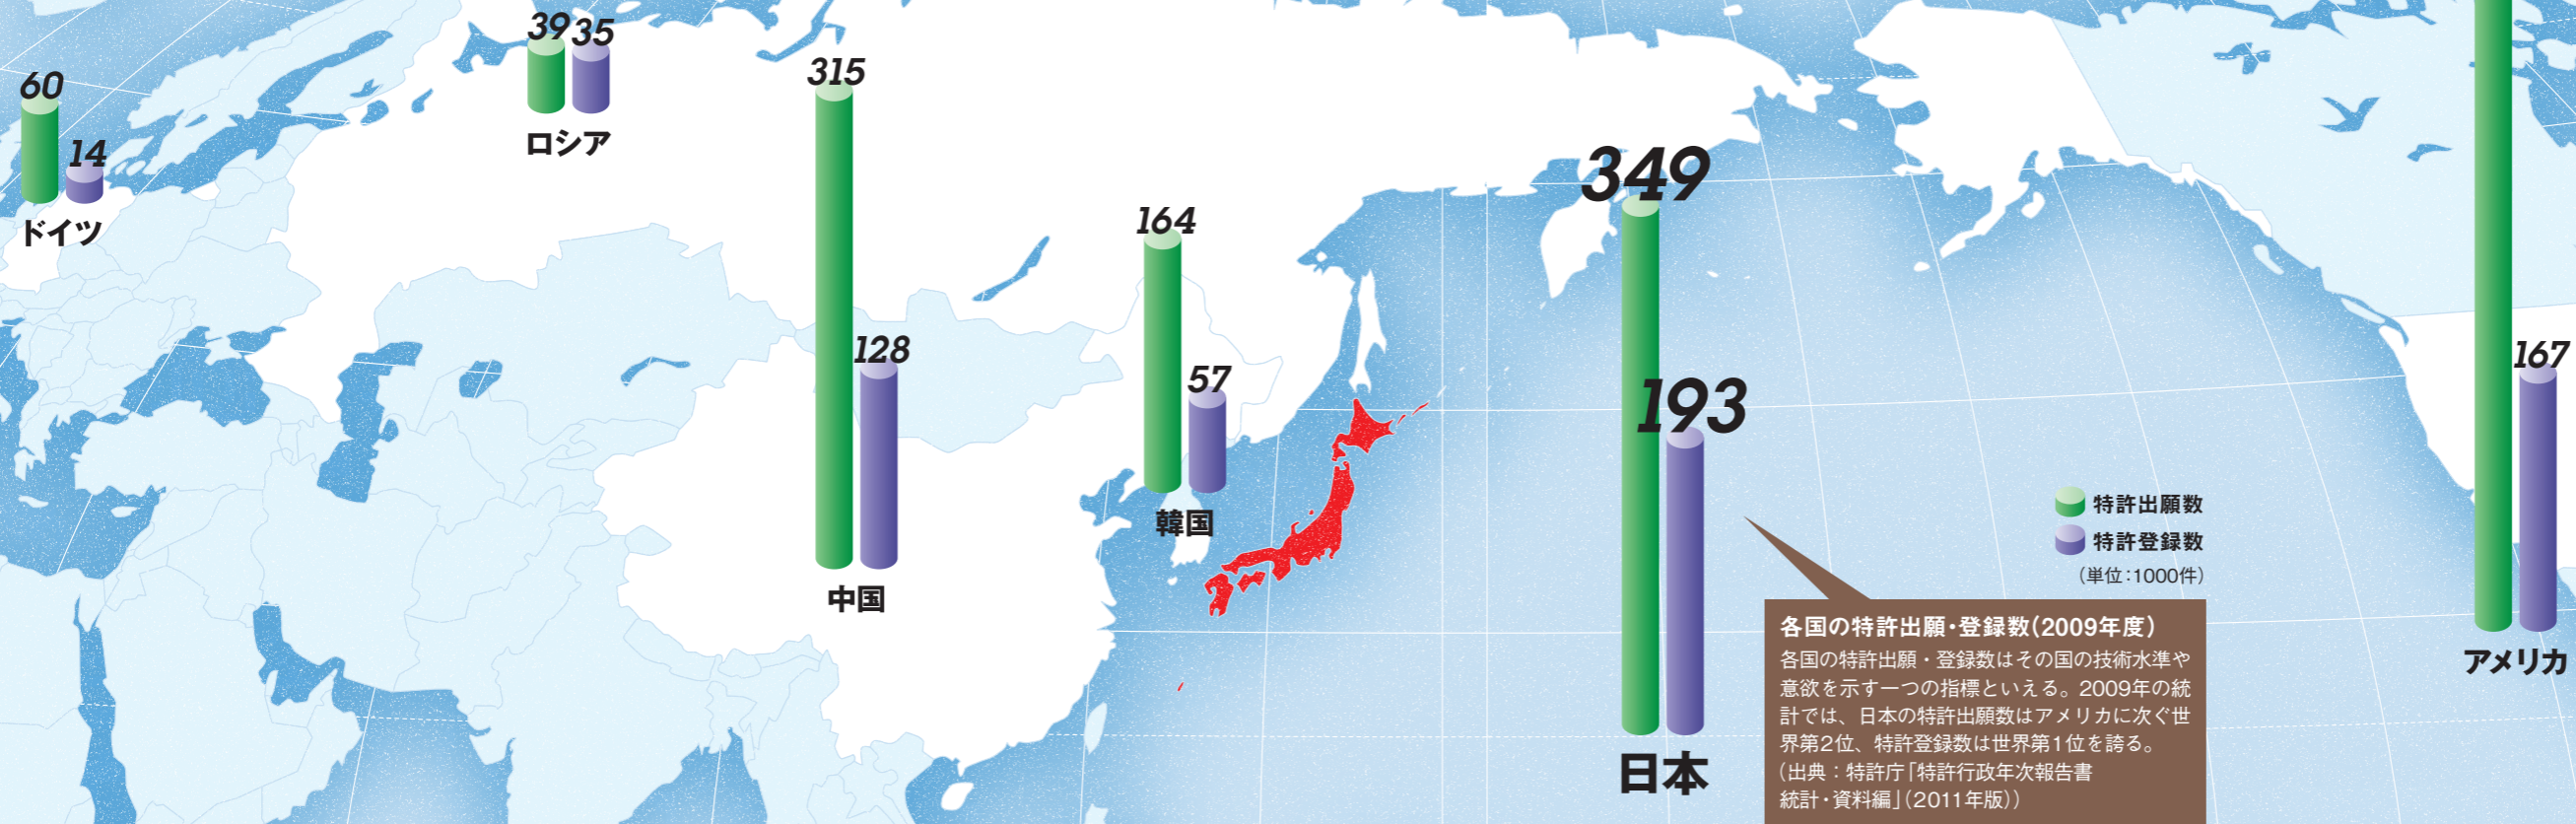 39 35
ロシア
60
14
ドイツ
315
128
中国
164
57
韓国
349
193
日本
167
アメリカ
特許出願数
特許登録数
（単位：1000件）
各国の特許出願・登録数（2009年度）
各国の特許出願・登録数はその国の技術水準や
意欲を示す一つの指標といえる。2009年の統
計では、日本の特許出願数はアメリカに次ぐ世
界第2位、特許登録数は世界第1位を誇る。
（出典：特許庁「特許行政年次報告書
統計・資料編」（2011年版））